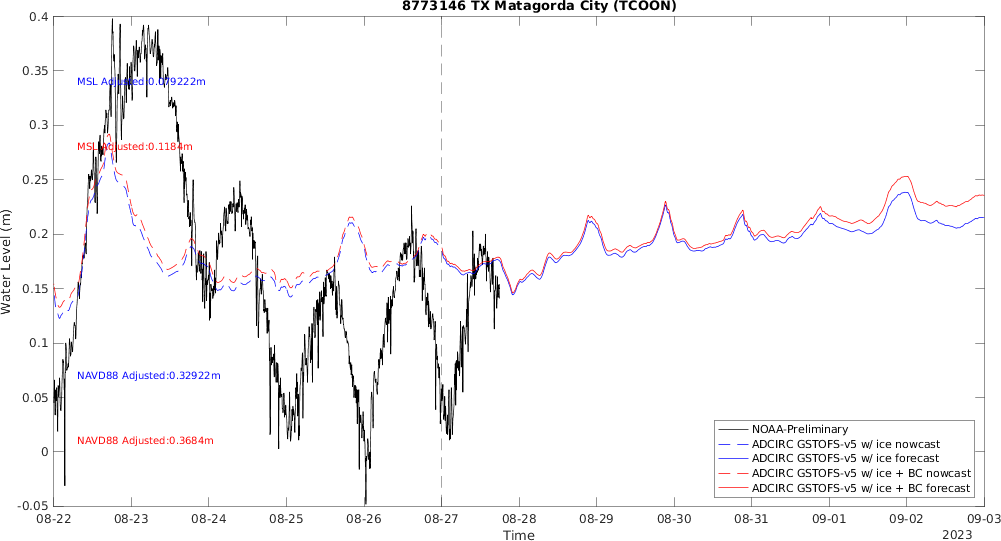 8773146 TX Matagorda City (TCOON)
0.4
0.35
0.3
0.25
0.2
0.15
0.1
0.05
0
-0.05
Water Level (m)
MSL Adjusted:0.079222m
MSL Adjusted:0.1184m
NAVD88 Adjusted:0.32922m
NAVD88 Adjusted:0.3684m
NOAA-Preliminary
ADCIRC GSTOFS-v5 w/ ice nowcast
ADCIRC GSTOFS-v5 w/ ice forecast
ADCIRC GSTOFS-v5 w/ ice + BC nowcast
ADCIRC GSTOFS-v5 w/ ice + BC forecast
08-22 08-23 08-24 08-25 08-26 08-27 08-28 08-29 08-30 08-31 09-01 09-02 09-03
Time
2023